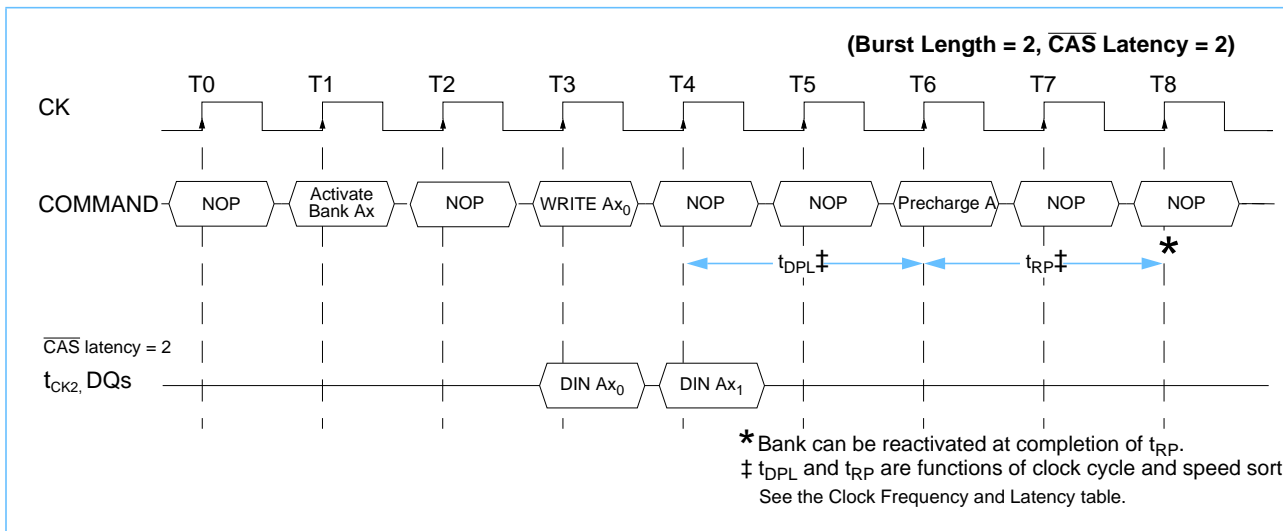 (Burst Length = 2, CAS Latency = 2)
T0 T1 T2 T3 T4 T5 T6 T7 T8
CK
COMMAND NOP Activate Bank Ax NOP WRITE Ax0 NOP NOP Precharge A NOP NOP
tDPL‡ tRP‡ *
CAS latency = 2
tCK2, DQs DIN Ax0 DIN Ax1
* Bank can be reactivated at completion of tRP.
‡ tDPL and tRP are functions of clock cycle and speed sort
See the Clock Frequency and Latency table.